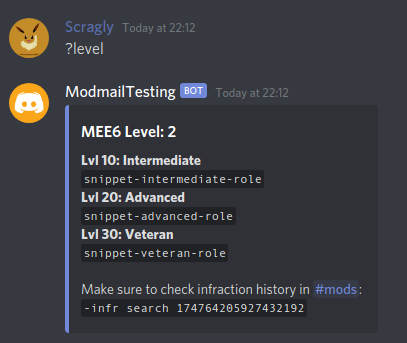 Scragly Today at 22:12
?level
ModmailTesting BOT Today at 22:12
MEE6 Level: 2
Lvl 10: Intermediate
snippet-intermediate-role
Lvl 20: Advanced
snippet-advanced-role
Lvl 30: Veteran
snippet-veteran-role
Make sure to check infraction history in #mods:
-infr search 174764205927432192